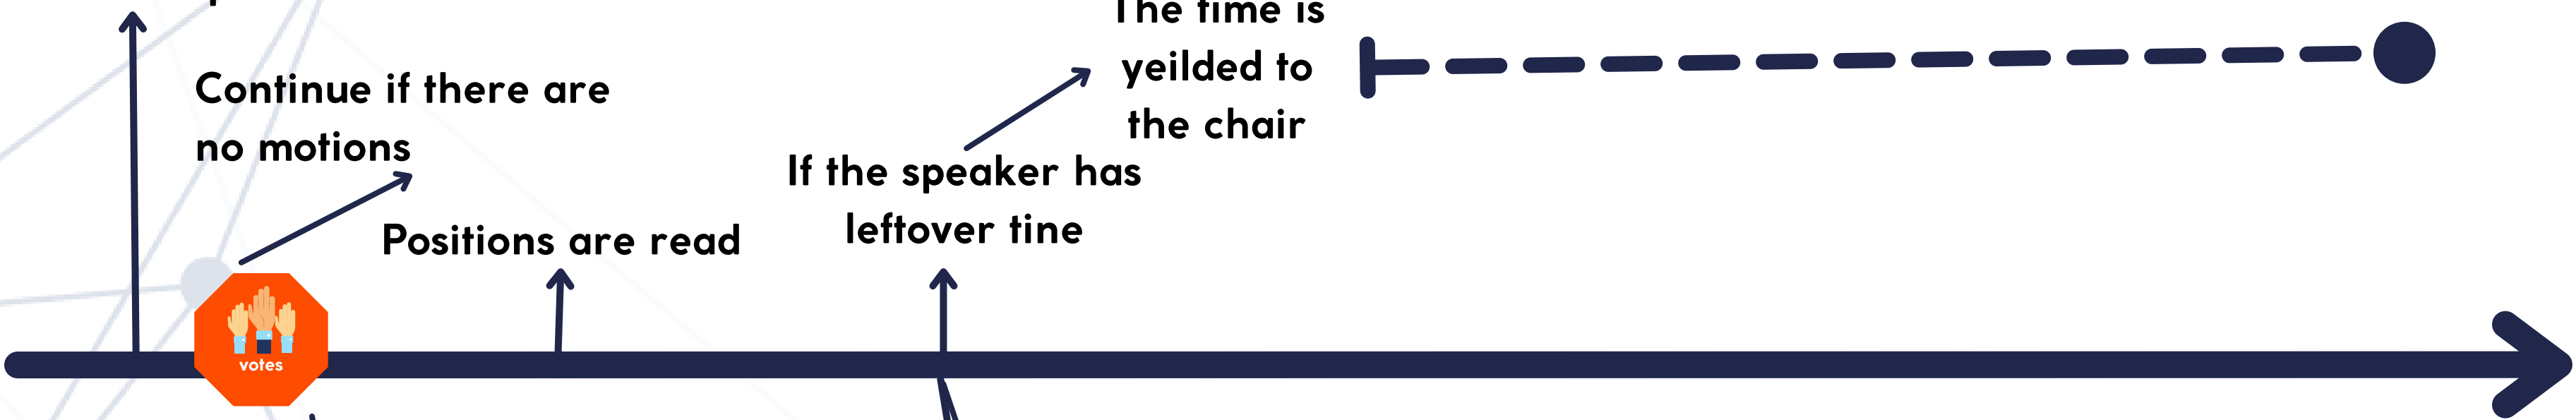 Continue if there are
no motions
Positions are read
votes
If the speaker has
leftover tine
The time is
yeilded to
the chair